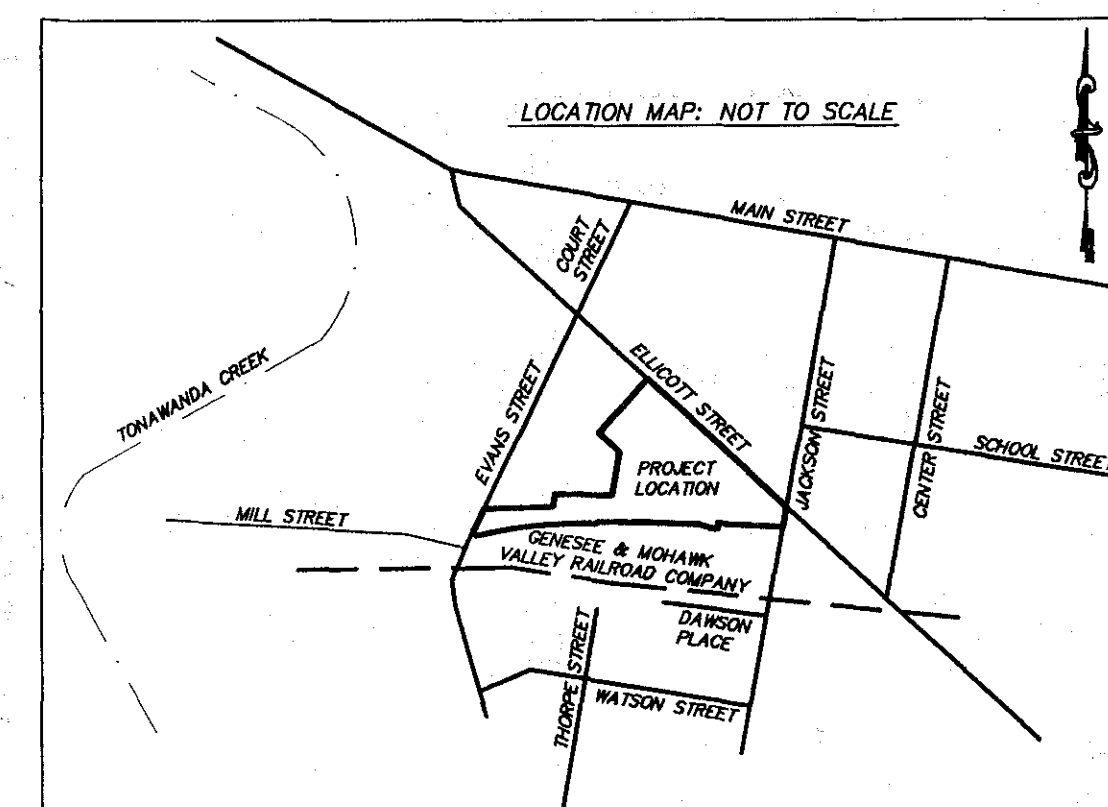 LOCATION MAP: NOT TO SCALE
MAIN STREET
COURT
STREET
TONAWANDA CREEK
ELLICOTT STREET
EVANS STREET
JACKSON STREET
CENTER STREET
SCHOOL STREET
PROJECT
LOCATION
MILL STREET
GENESEE & MOHAWK
VALLEY RAILROAD COMPANY
DAWSON
PLACE
THORPE STREET
WATSON STREET